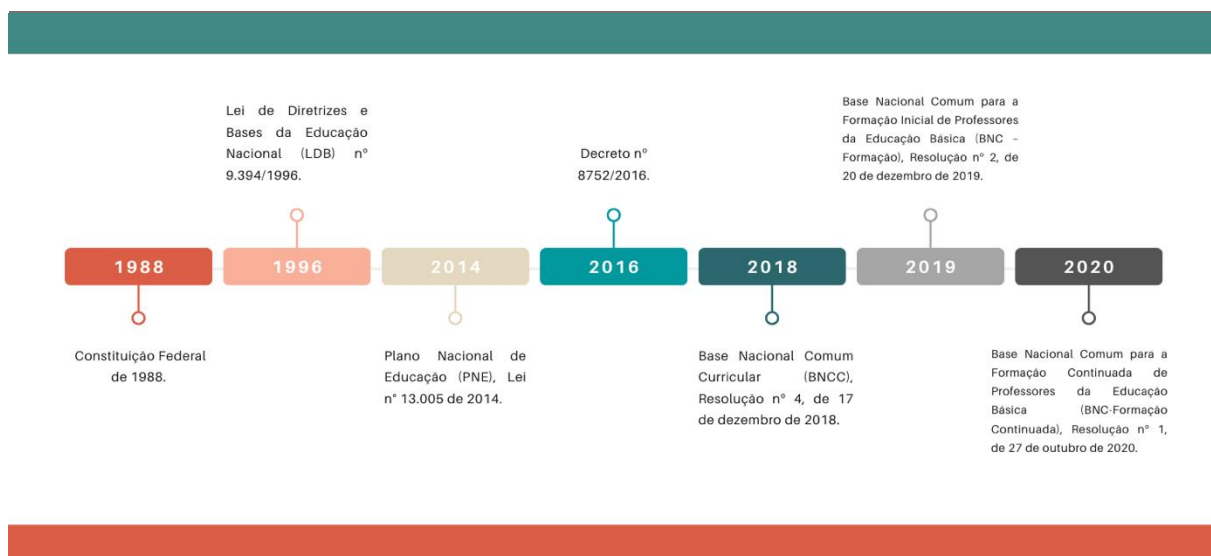 Lei de Diretrizes e
Bases da Educação
Nacional (LDB) nº
9.394/1996.
Decreto nº
8752/2016.
Base Nacional Comum para a
Formação Inicial de Professores
da Educação Básica (BNC –
Formação), Resolução nº 2, de
20 de dezembro de 2019.
1988
1996
2014
2016
2018
2019
2020
Constituição Federal
de 1988.
Plano Nacional de
Educação (PNE), Lei
n° 13.005 de 2014.
Base Nacional Comum
Curricular (BNCC),
Resolução nº 4, de 17
de dezembro de 2018.
Base Nacional Comum para a
Formação Continuada de
Professores da Educação
Básica (BNC-Formação
Continuada), Resolução nº 1,
de 27 de outubro de 2020.